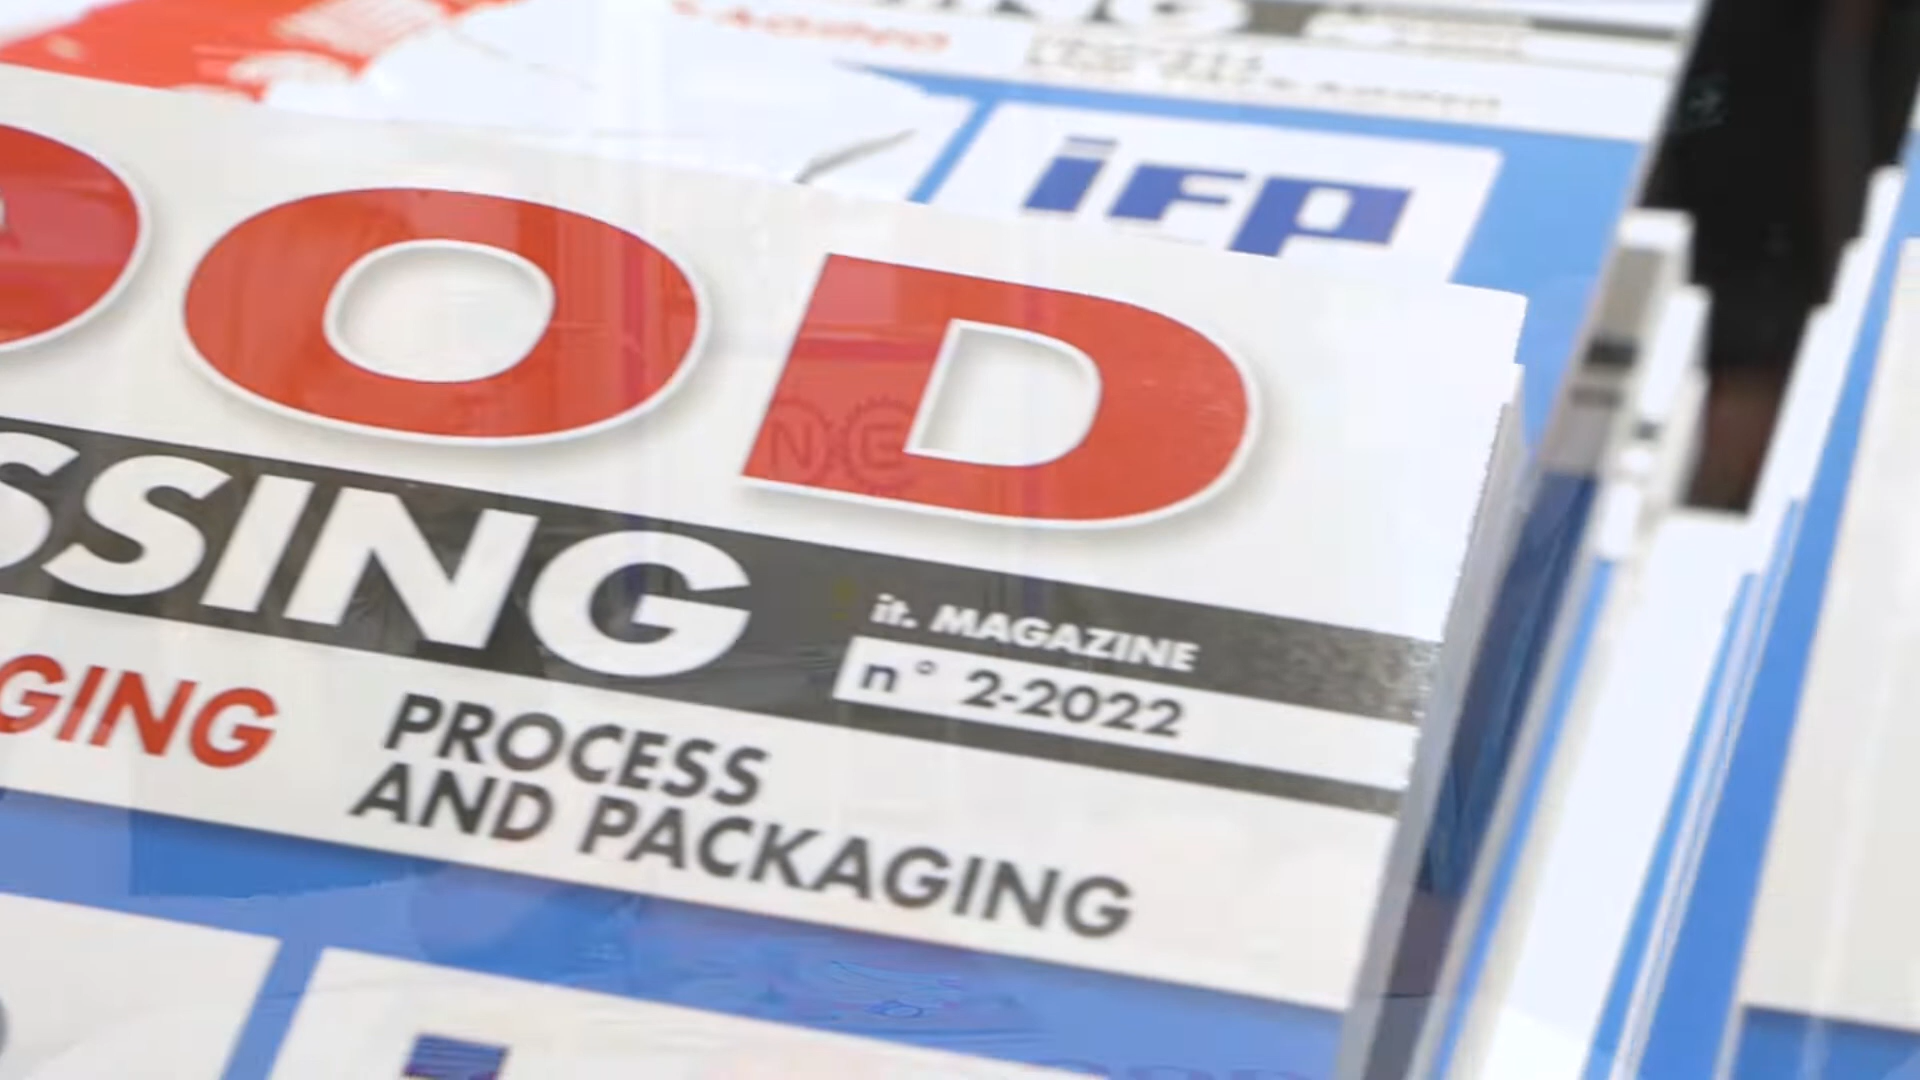 ifp
OOD
SSING
it. MAGAZINE
n° 2-2022
GING
PROCESS
AND PACKAGING